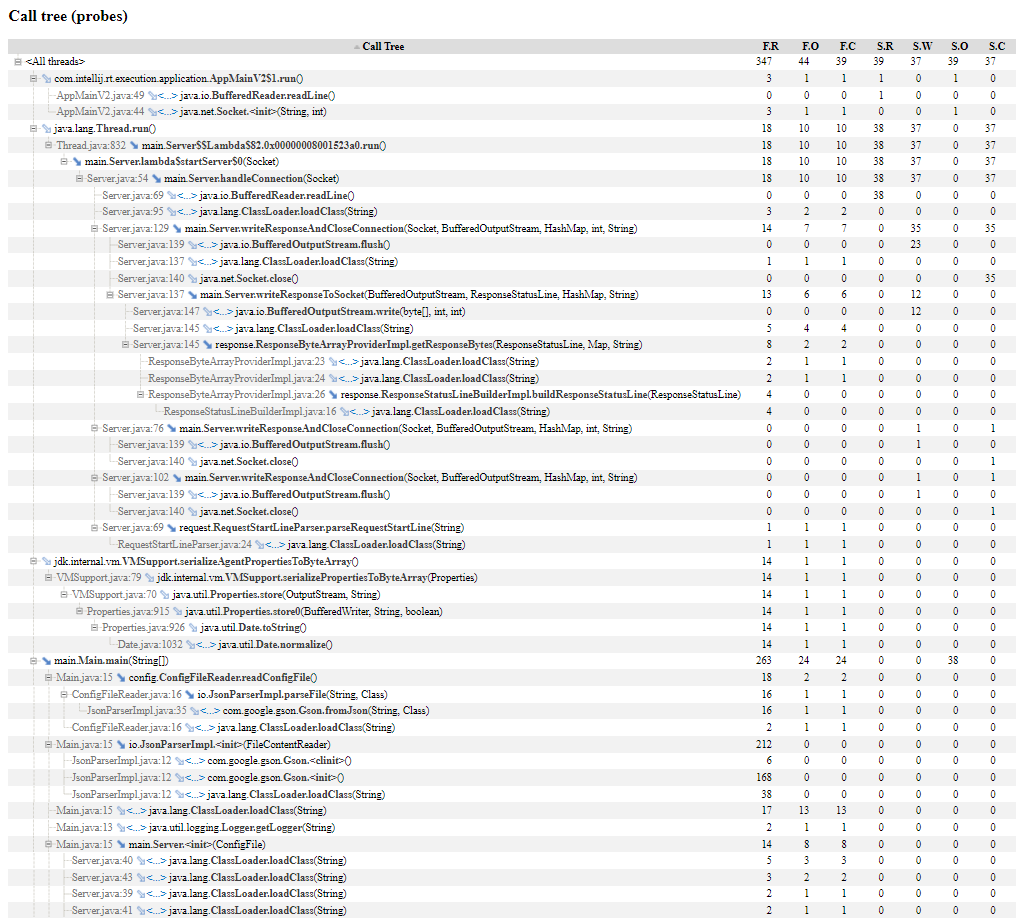 Call tree (probes)
Call Tree F.R F.O F.C S.R S.W S.O S.C
<All threads> 347 44 39 39 37 39 37
com.intellij.rt.execution.application.AppMainV2$1.run() 3 1 1 1 0 1 0
AppMainV2.java:49 <...> java.io.BufferedReader.readLine() 0 0 0 1 0 0 0
AppMainV2.java:44 <...> java.net.Socket.<init>(String, int) 3 1 1 0 0 1 0
java.lang.Thread.run() 18 10 10 38 37 0 37
Thread.java:832 main.Server$$Lambda$82.0x00000008001523a0.run() 18 10 10 38 37 0 37
main.Server.lambda$startServer$0(Socket) 18 10 10 38 37 0 37
Server.java:54 main.Server.handleConnection(Socket) 18 10 10 38 37 0 37
Server.java:69 <...> java.io.BufferedReader.readLine() 0 0 0 38 0 0 0
Server.java:95 <...> java.lang.ClassLoader.loadClass(String) 3 2 2 0 0 0 0
Server.java:129 main.Server.writeResponseAndCloseConnection(Socket, BufferedOutputStream, HashMap, int, String) 14 7 7 0 35 0 35
Server.java:139 <...> java.io.BufferedOutputStream.flush() 0 0 0 0 23 0 0
Server.java:137 <...> java.lang.ClassLoader.loadClass(String) 1 1 1 0 0 0 0
Server.java:140 java.net.Socket.close() 0 0 0 0 0 0 35
Server.java:137 main.Server.writeResponseToSocket(BufferedOutputStream, ResponseStatusLine, HashMap, String) 13 6 6 0 12 0 0
Server.java:147 <...> java.io.BufferedOutputStream.write(byte[], int, int) 0 0 0 0 12 0 0
Server.java:145 <...> java.lang.ClassLoader.loadClass(String) 5 4 4 0 0 0 0
Server.java:145 response.ResponseByteArrayProviderImpl.getResponseBytes(ResponseStatusLine, Map, String) 8 2 2 0 0 0 0
ResponseByteArrayProviderImpl.java:23 <...> java.lang.ClassLoader.loadClass(String) 2 1 1 0 0 0 0
ResponseByteArrayProviderImpl.java:24 <...> java.lang.ClassLoader.loadClass(String) 2 1 1 0 0 0 0
ResponseByteArrayProviderImpl.java:26 response.ResponseStatusLineBuilderImpl.buildResponseStatusLine(ResponseStatusLine) 4 0 0 0 0 0 0
ResponseStatusLineBuilderImpl.java:16 <...> java.lang.ClassLoader.loadClass(String) 4 0 0 0 0 0 0
Server.java:76 main.Server.writeResponseAndCloseConnection(Socket, BufferedOutputStream, HashMap, int, String) 0 0 0 0 1 0 1
Server.java:139 <...> java.io.BufferedOutputStream.flush() 0 0 0 0 1 0 0
Server.java:140 java.net.Socket.close() 0 0 0 0 0 0 1
Server.java:102 main.Server.writeResponseAndCloseConnection(Socket, BufferedOutputStream, HashMap, int, String) 0 0 0 0 1 0 1
Server.java:139 <...> java.io.BufferedOutputStream.flush() 0 0 0 0 1 0 0
Server.java:140 java.net.Socket.close() 0 0 0 0 0 0 1
Server.java:69 request.RequestStartLineParser.parseRequestStartLine(String) 1 1 1 0 0 0 0
RequestStartLineParser.java:24 <...> java.lang.ClassLoader.loadClass(String) 1 1 1 0 0 0 0
jdk.internal.vm.VMSupport.serializeAgentPropertiesToByteArray() 14 1 1 0 0 0 0
VMSupport.java:79 jdk.internal.vm.VMSupport.serializePropertiesToByteArray(Properties) 14 1 1 0 0 0 0
VMSupport.java:70 java.util.Properties.store(OutputStream, String) 14 1 1 0 0 0 0
Properties.java:915 java.util.Properties.store0(BufferedWriter, String, boolean) 14 1 1 0 0 0 0
Properties.java:926 java.util.Date.toString() 14 1 1 0 0 0 0
Date.java:1032 <...> java.util.Date.normalize() 14 1 1 0 0 0 0
main.Main.main(String[]) 263 24 24 0 0 38 0
Main.java:15 config.ConfigFileReader.readConfigFile() 18 2 2 0 0 0 0
ConfigFileReader.java:16 io.JsonParserImpl.parseFile(String, Class) 16 1 1 0 0 0 0
JsonParserImpl.java:35 <...> com.google.gson.Gson.fromJson(String, Class) 16 1 1 0 0 0 0
ConfigFileReader.java:16 <...> java.lang.ClassLoader.loadClass(String) 2 1 1 0 0 0 0
Main.java:15 io.JsonParserImpl.<init>(FileContentReader) 212 0 0 0 0 0 0
JsonParserImpl.java:12 <...> com.google.gson.Gson.<clinit>() 6 0 0 0 0 0 0
JsonParserImpl.java:12 <...> com.google.gson.Gson.<init>() 168 0 0 0 0 0 0
JsonParserImpl.java:12 <...> java.lang.ClassLoader.loadClass(String) 38 0 0 0 0 0 0
Main.java:15 <...> java.lang.ClassLoader.loadClass(String) 17 13 13 0 0 0 0
Main.java:13 <...> java.util.logging.Logger.getLogger(String) 2 1 1 0 0 0 0
Main.java:15 main.Server.<init>(ConfigFile) 14 8 8 0 0 0 0
Server.java:40 <...> java.lang.ClassLoader.loadClass(String) 5 3 3 0 0 0 0
Server.java:43 <...> java.lang.ClassLoader.loadClass(String) 3 2 2 0 0 0 0
Server.java:39 <...> java.lang.ClassLoader.loadClass(String) 2 1 1 0 0 0 0
Server.java:41 <...> java.lang.ClassLoader.loadClass(String) 2 1 1 0 0 0 0